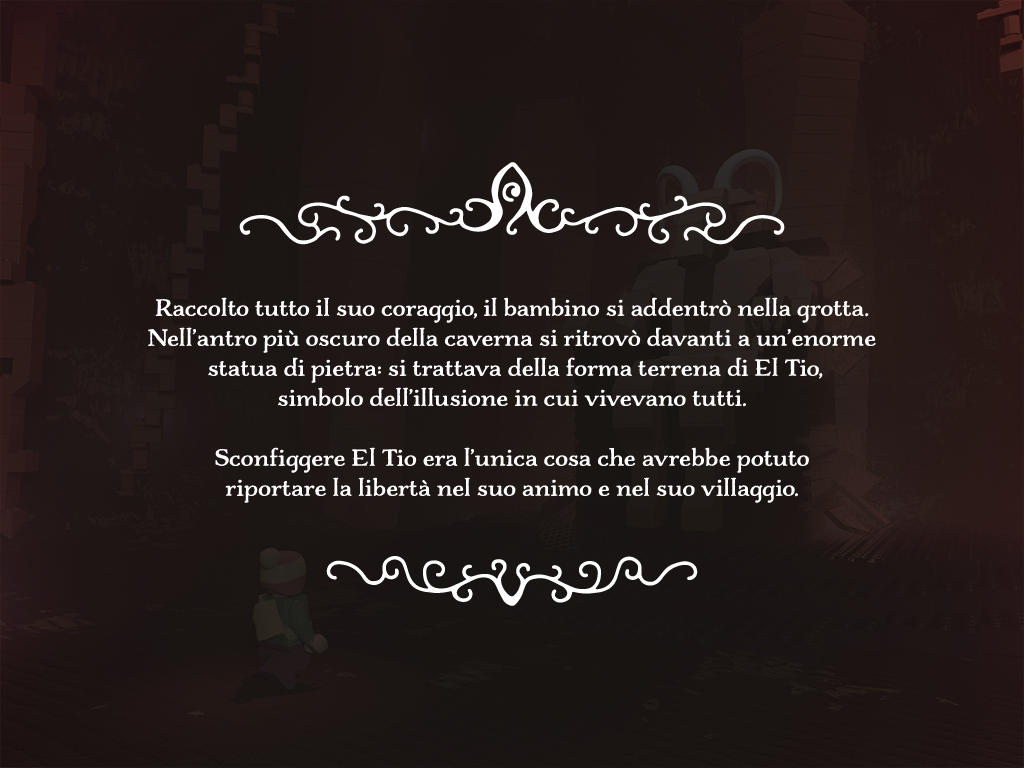 Raccolto tutto il suo coraggio, il bambino si addentrò nella grotta.
Nell'antro più oscuro della caverna si ritrovò davanti a un'enorme
statua di pietra: si trattava della forma terrena di El Tio,
simbolo dell'illusione in cui vivevano tutti.
Sconfiggere El Tio era l'unica cosa che avrebbe potuto
riportare la libertà nel suo animo e nel suo villaggio.